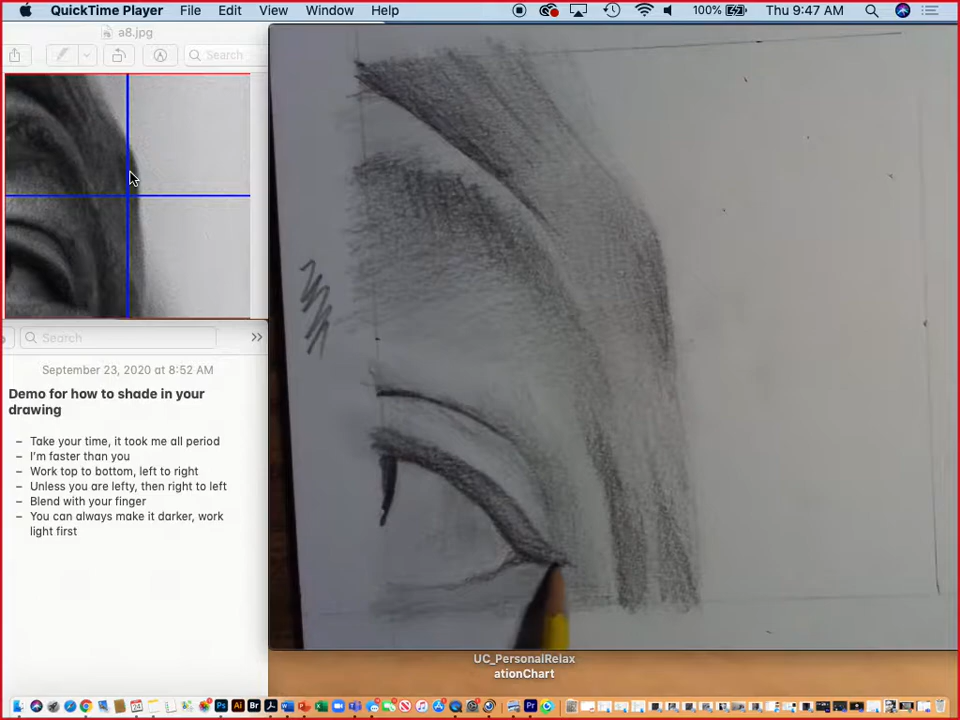 QuickTime Player File Edit View Window Help 100% Thu 9:47 AM
a8.jpg
Search
Search
September 23, 2020 at 8:52 AM
Demo for how to shade in your
drawing
– Take your time, it took me all period
– I'm faster than you
– Work top to bottom, left to right
– Unless you are lefty, then right to left
– Blend with your finger
– You can always make it darker, work
light first
UC_PersonalRelax
ationChart